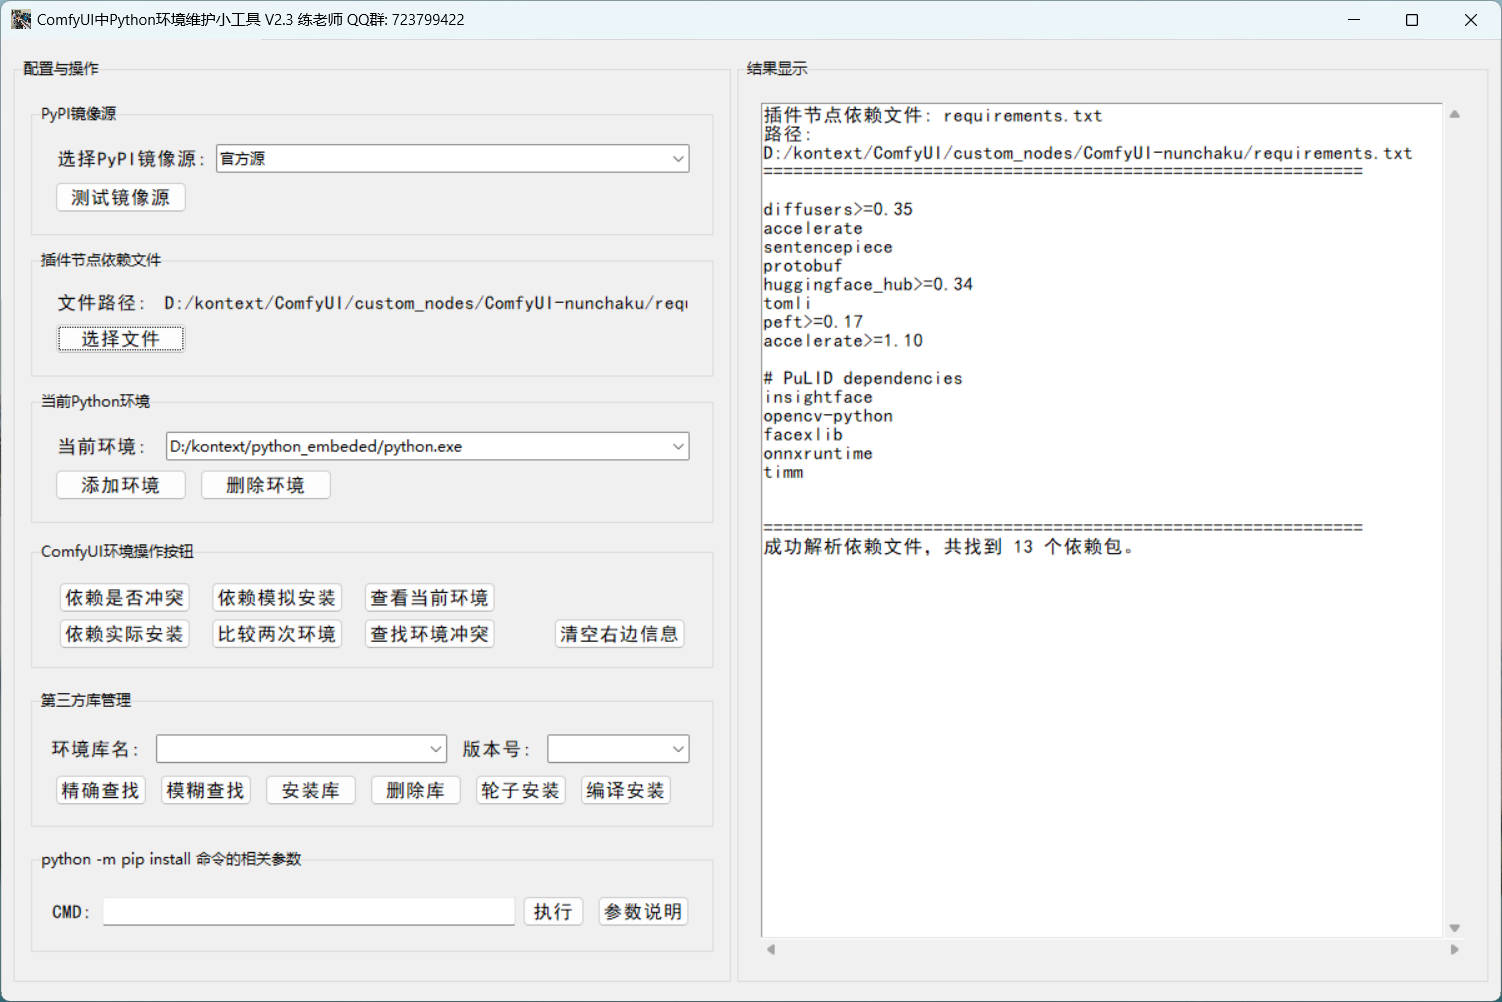 ComfyUI中Python环境维护小工具 V2.3 练老师 QQ群: 723799422
配置与操作
PyPI镜像源
选择PyPI镜像源: 官方源
测试镜像源
插件节点依赖文件
文件路径: D:/kontext/ComfyUI/custom_nodes/ComfyUI-nunchaku/requ
选择文件
当前Python环境
当前环境: D:/kontext/python_embeded/python.exe
添加环境 删除环境
ComfyUI环境操作按钮
依赖是否冲突 依赖模拟安装 查看当前环境
依赖实际安装 比较两次环境 查找环境冲突 清空右边信息
第三方库管理
环境库名: 版本号:
精确查找 模糊查找 安装库 删除库 轮子安装 编译安装
python -m pip install 命令的相关参数
CMD: 执行 参数说明
结果显示
插件节点依赖文件: requirements.txt
路径:
D:/kontext/ComfyUI/custom_nodes/ComfyUI-nunchaku/requirements.txt
============================================================
diffusers>=0.35
accelerate
sentencepiece
protobuf
huggingface_hub>=0.34
tomli
peft>=0.17
accelerate>=1.10
# PuLID dependencies
insightface
opencv-python
facexlib
onnxruntime
timm
============================================================
成功解析依赖文件，共找到 13 个依赖包。